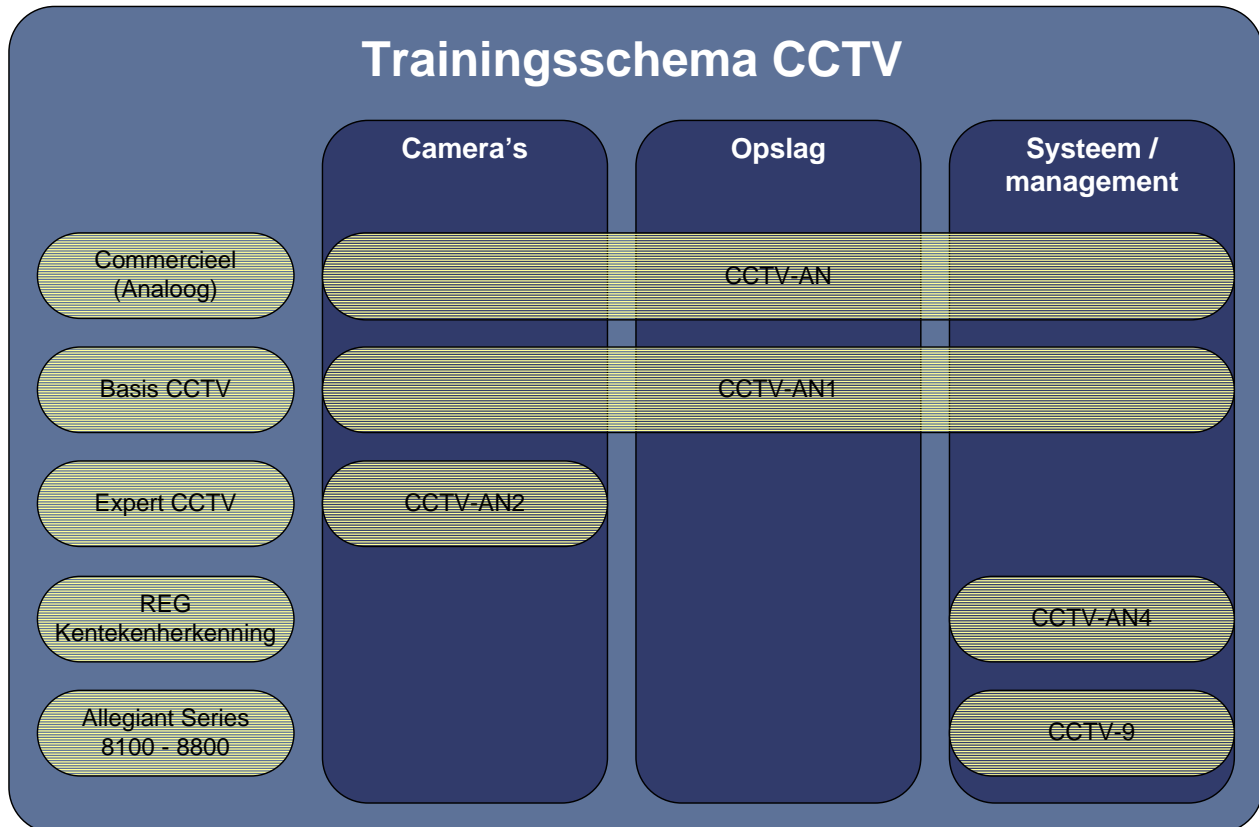 Trainingsschema CCTV
Camera's
Opslag
Systeem /
management
Commercieel
(Analoog)
CCTV-AN
Basis CCTV
CCTV-AN1
Expert CCTV
CCTV-AN2
REG
Kentekenherkenning
CCTV-AN4
Allegiant Series
8100 - 8800
CCTV-9